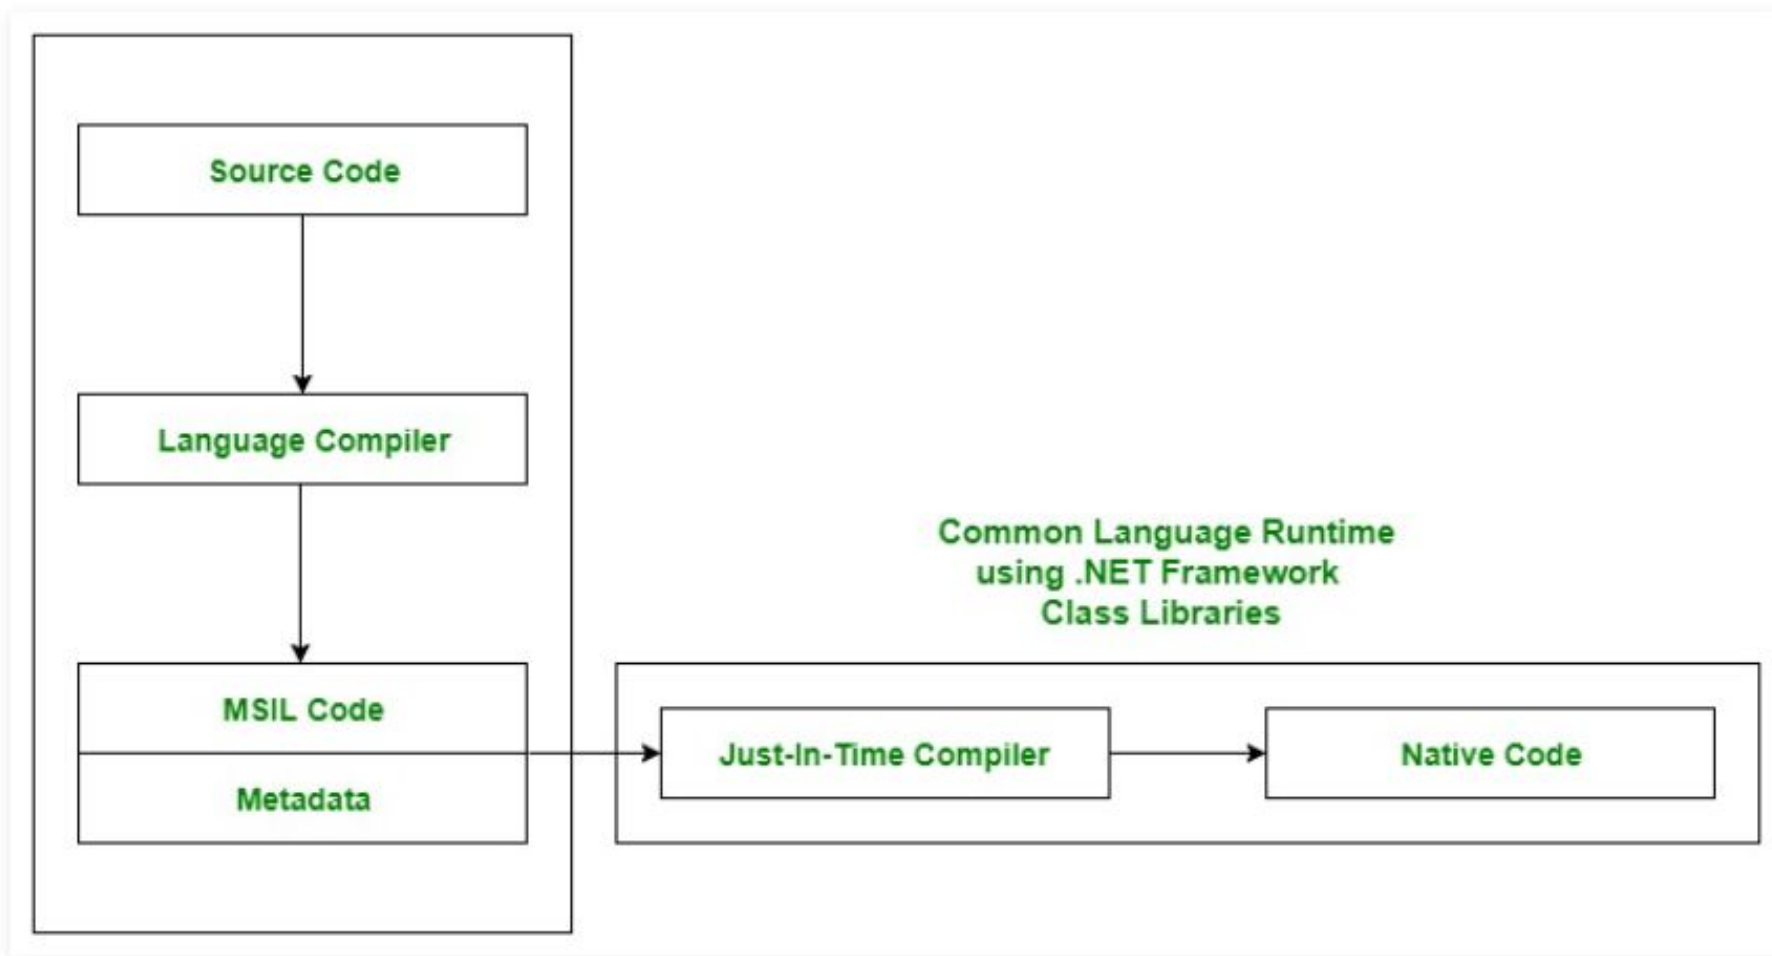 Source Code
Language Compiler
MSIL Code
Metadata
Common Language Runtime
using .NET Framework
Class Libraries
Just-In-Time Compiler
Native Code